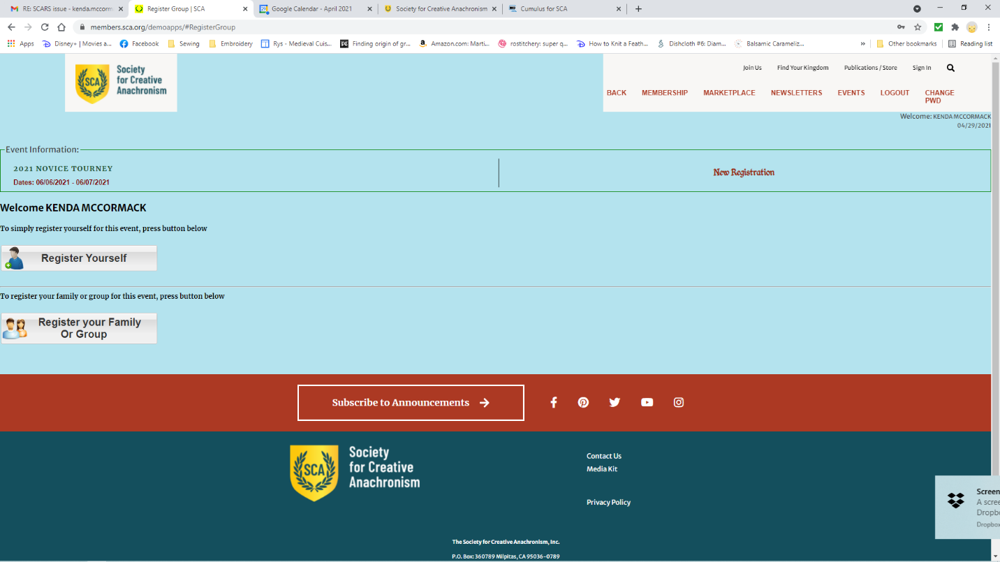 RE: SCARS issue - kenda.mccorm
Register Group | SCA
Google Calendar - April 2021
Society for Creative Anachronism
Cumulus for SCA
members.sca.org/demoapps/#RegisterGroup
Apps
Disney+ | Movies a...
Facebook
Sewing
Embroidery
Rys - Medieval Cuis...
Finding origin of gr...
Amazon.com: Marti...
rostitchery: super q...
How to Knit a Feath...
Dishcloth #6: Diam...
Balsamic Carameliz...
»
Other bookmarks
Reading list
SCA
Society
for Creative
Anachronism
Join Us
Find Your Kingdom
Publications / Store
Sign In
BACK
MEMBERSHIP
MARKETPLACE
NEWSLETTERS
EVENTS
LOGOUT
CHANGE
PWD
Welcome: KENDA MCCORMACK
04/29/2021
Event Information:
2021 NOVICE TOURNEY
Dates: 06/06/2021 - 06/07/2021
New Registration
Welcome KENDA MCCORMACK
To simply register yourself for this event, press button below
Register Yourself
To register your family or group for this event, press button below
Register your Family
Or Group
Subscribe to Announcements
SCA
Society
for Creative
Anachronism
Contact Us
Media Kit
Privacy Policy
Screen
A scree
Dropbo
Dropbox
The Society for Creative Anachronism, Inc.
P.O. Box: 360789 Milpitas, CA 95036-0789